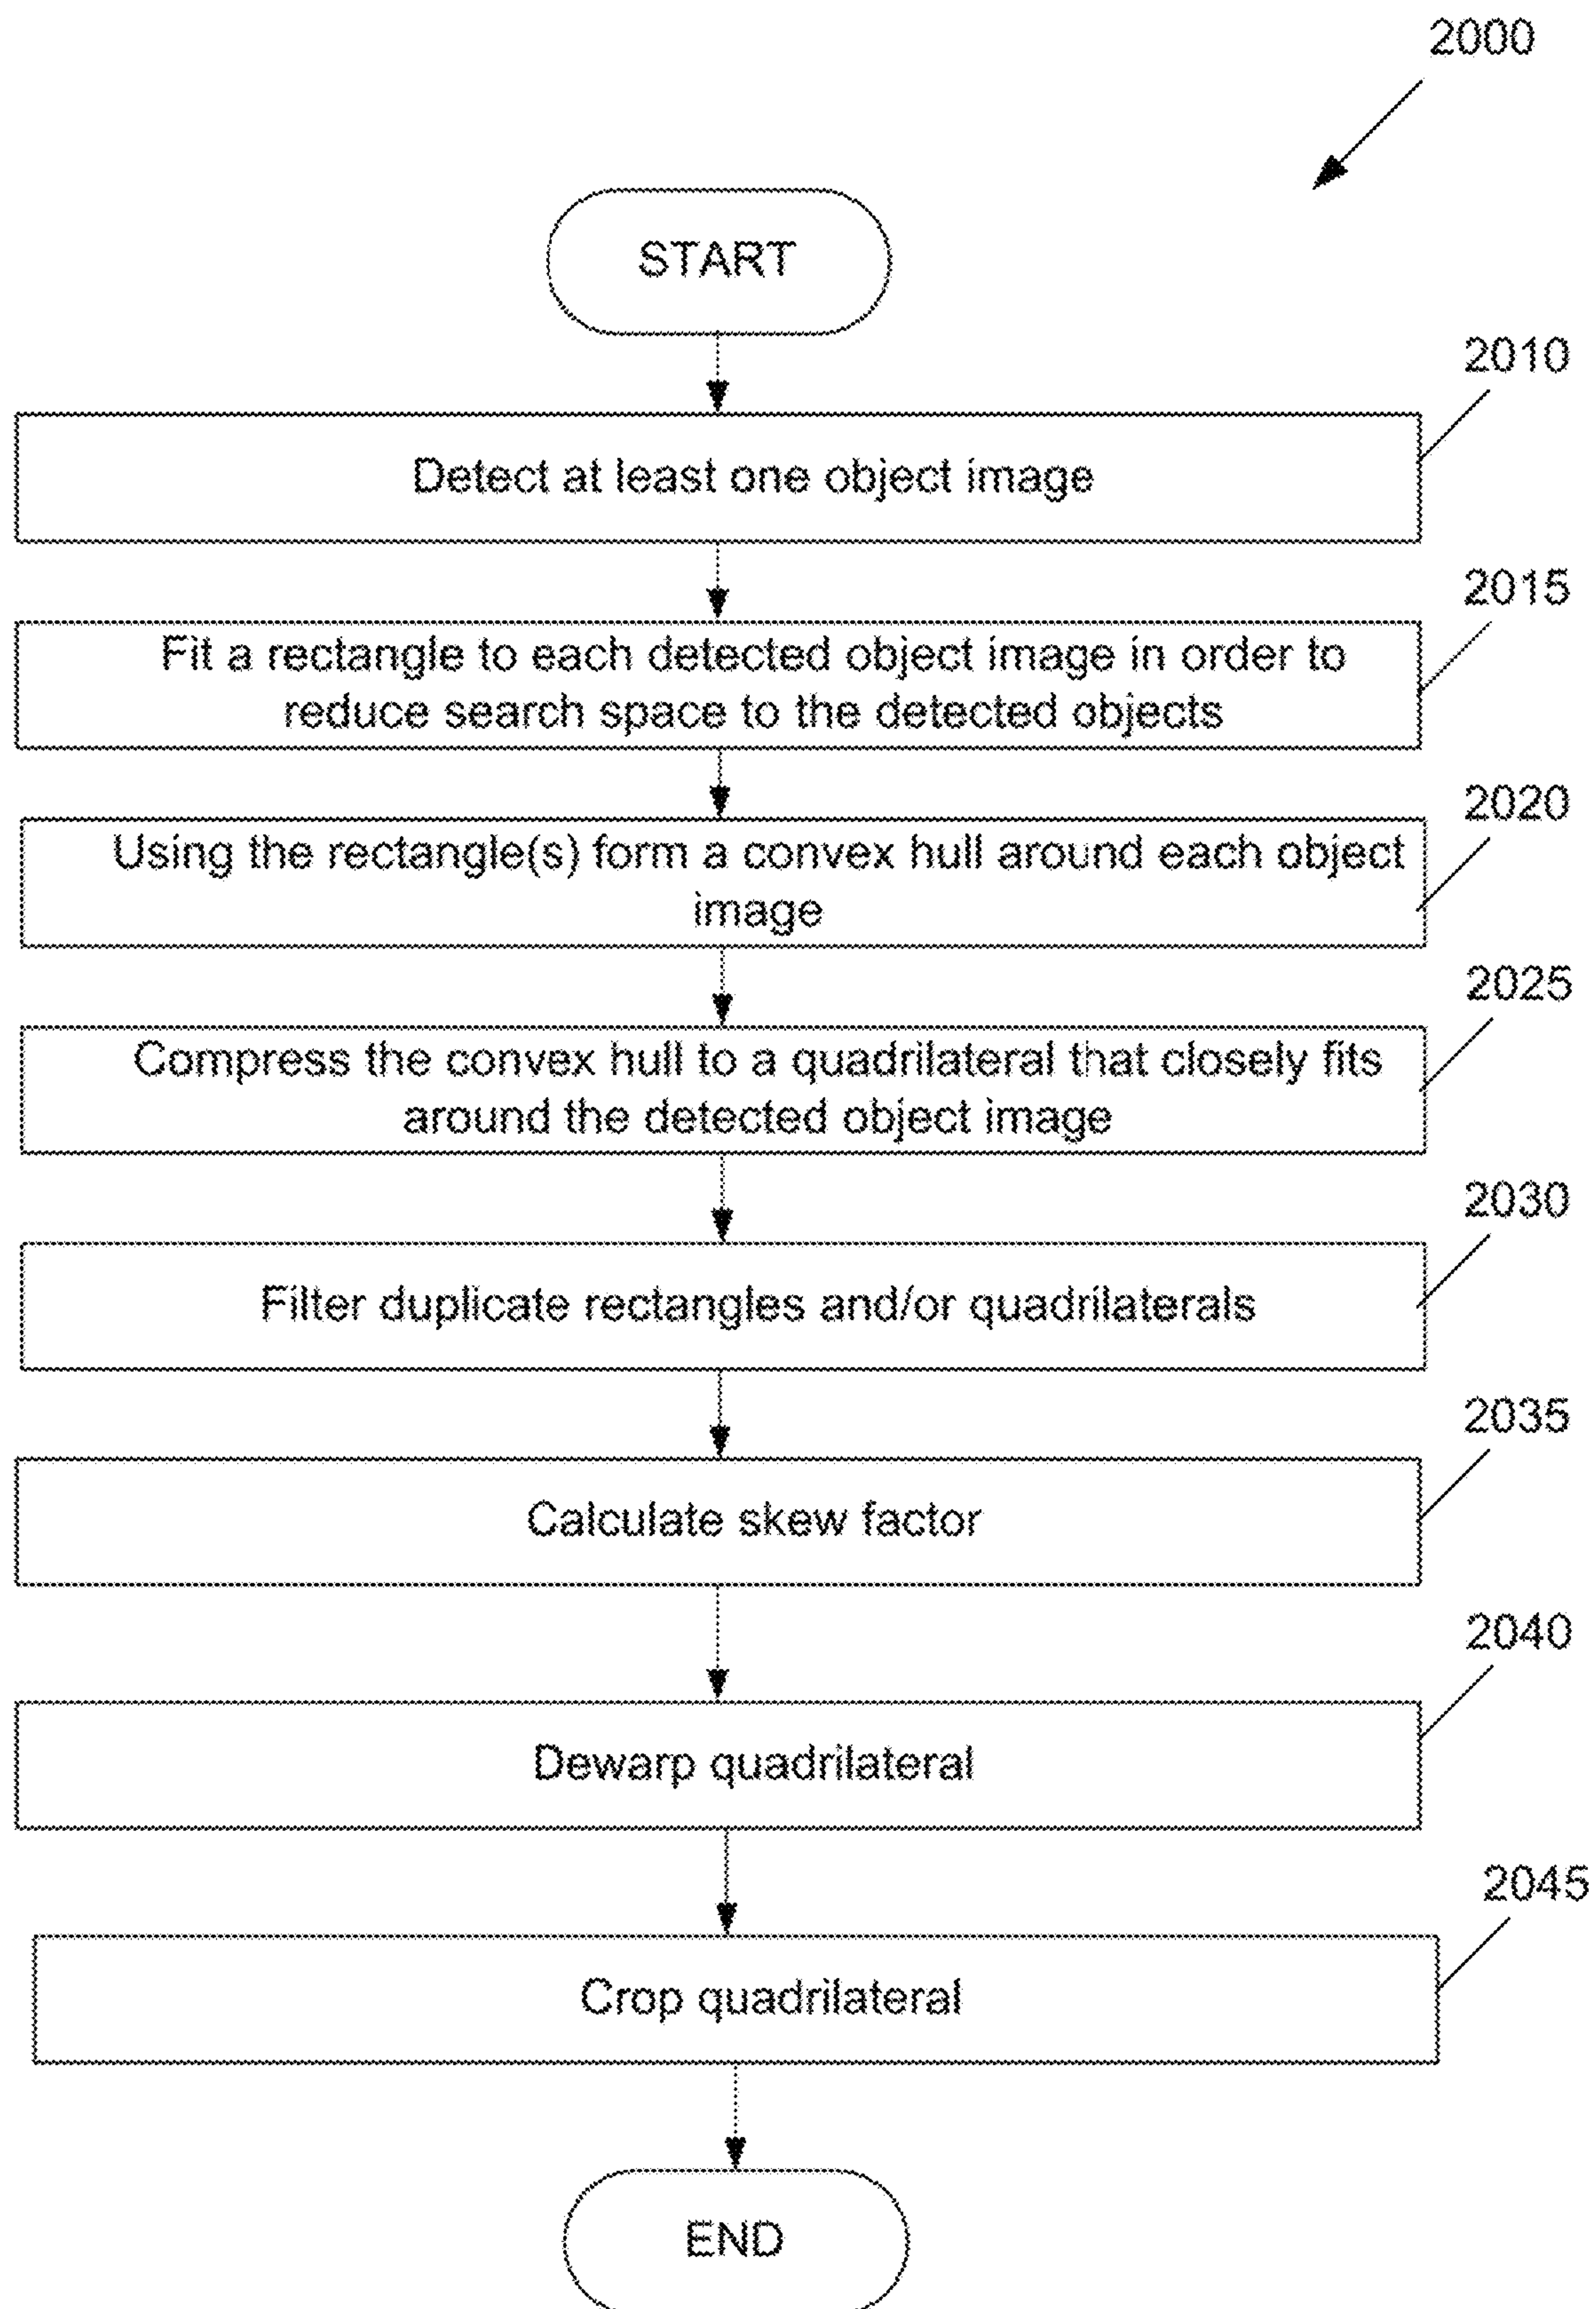 2000
START
2010
Detect at least one object image
2015
Fit a rectangle to each detected object image in order to
reduce search space to the detected objects
2020
Using the rectangle(s) form a convex hull around each object
image
2025
Compress the convex hull to a quadrilateral that closely fits
around the detected object image
2030
Filter duplicate rectangles and/or quadrilaterals
2035
Calculate skew factor
2040
Dewarp quadrilateral
2045
Crop quadrilateral
END